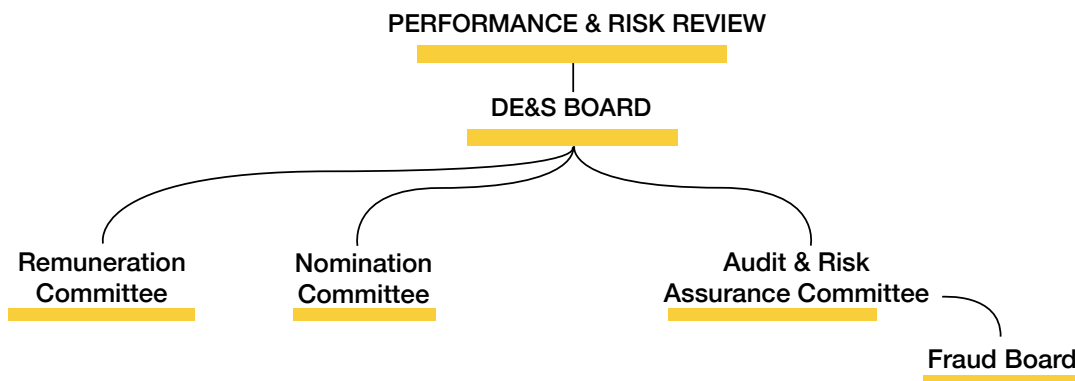 PERFORMANCE & RISK REVIEW
DE&S BOARD
Remuneration
Committee
Nomination
Committee
Audit & Risk
Assurance Committee
Fraud Board